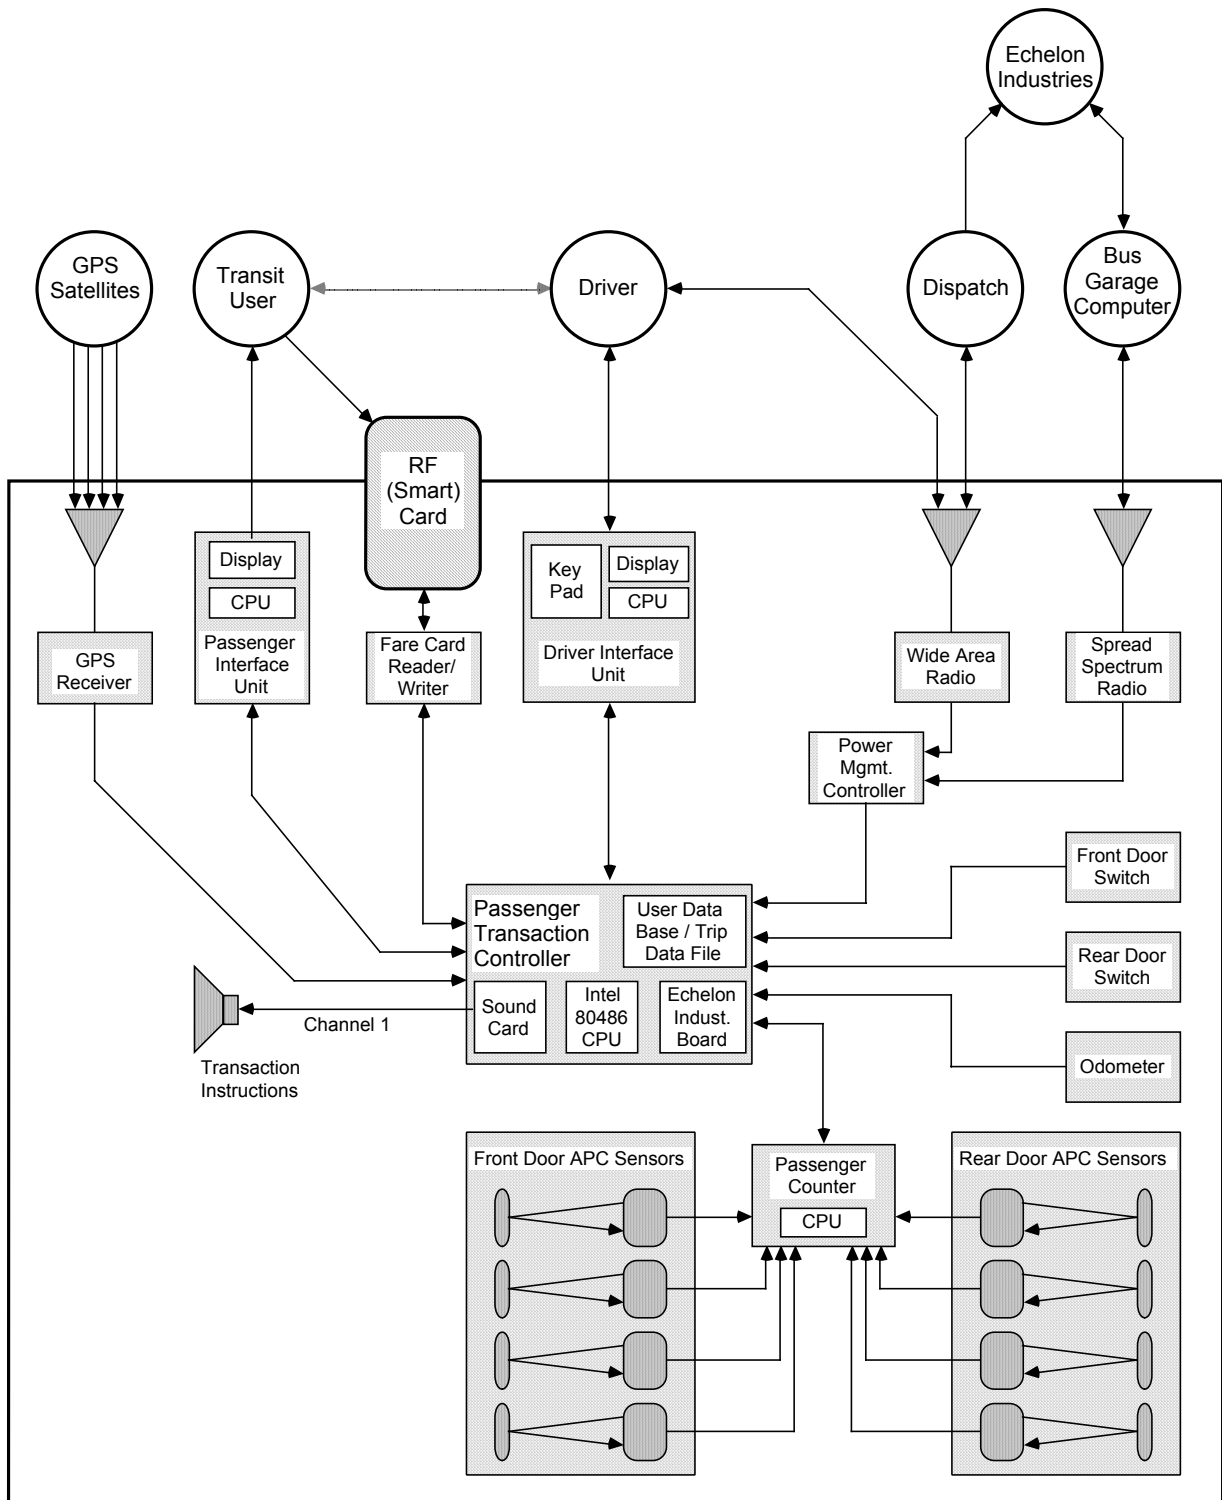 Echelon
Industries
GPS
Satellites
Transit
User
Driver
Dispatch
Bus
Garage
Computer
RF
(Smart)
Card
Display
CPU
Passenger
Interface
Unit
Key
Pad
Display
CPU
Driver Interface
Unit
GPS
Receiver
Fare Card
Reader/
Writer
Wide Area
Radio
Spread
Spectrum
Radio
Power
Mgmt.
Controller
Front Door
Switch
Passenger
Transaction
Controller
User Data
Base / Trip
Data File
Rear Door
Switch
Sound
Card
Intel
80486
CPU
Echelon
Indust.
Board
Channel 1
Transaction
Instructions
Odometer
Front Door APC Sensors
Passenger
Counter
CPU
Rear Door APC Sensors